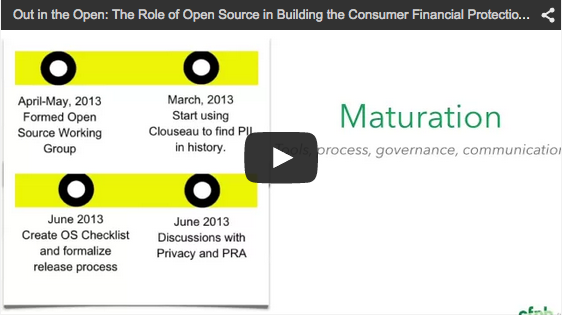 Out in the Open: The Role of Open Source in Building the Consumer Financial Protectio...
April-May, 2013
Formed Open
Source Working
Group
March, 2013
Start using
Clouseau to find PII
in history.
June 2013
Create OS Checklist
and formalize
release process
June 2013
Discussions with
Privacy and PRA
Maturation
Tools, process, governance, communication
cfpb